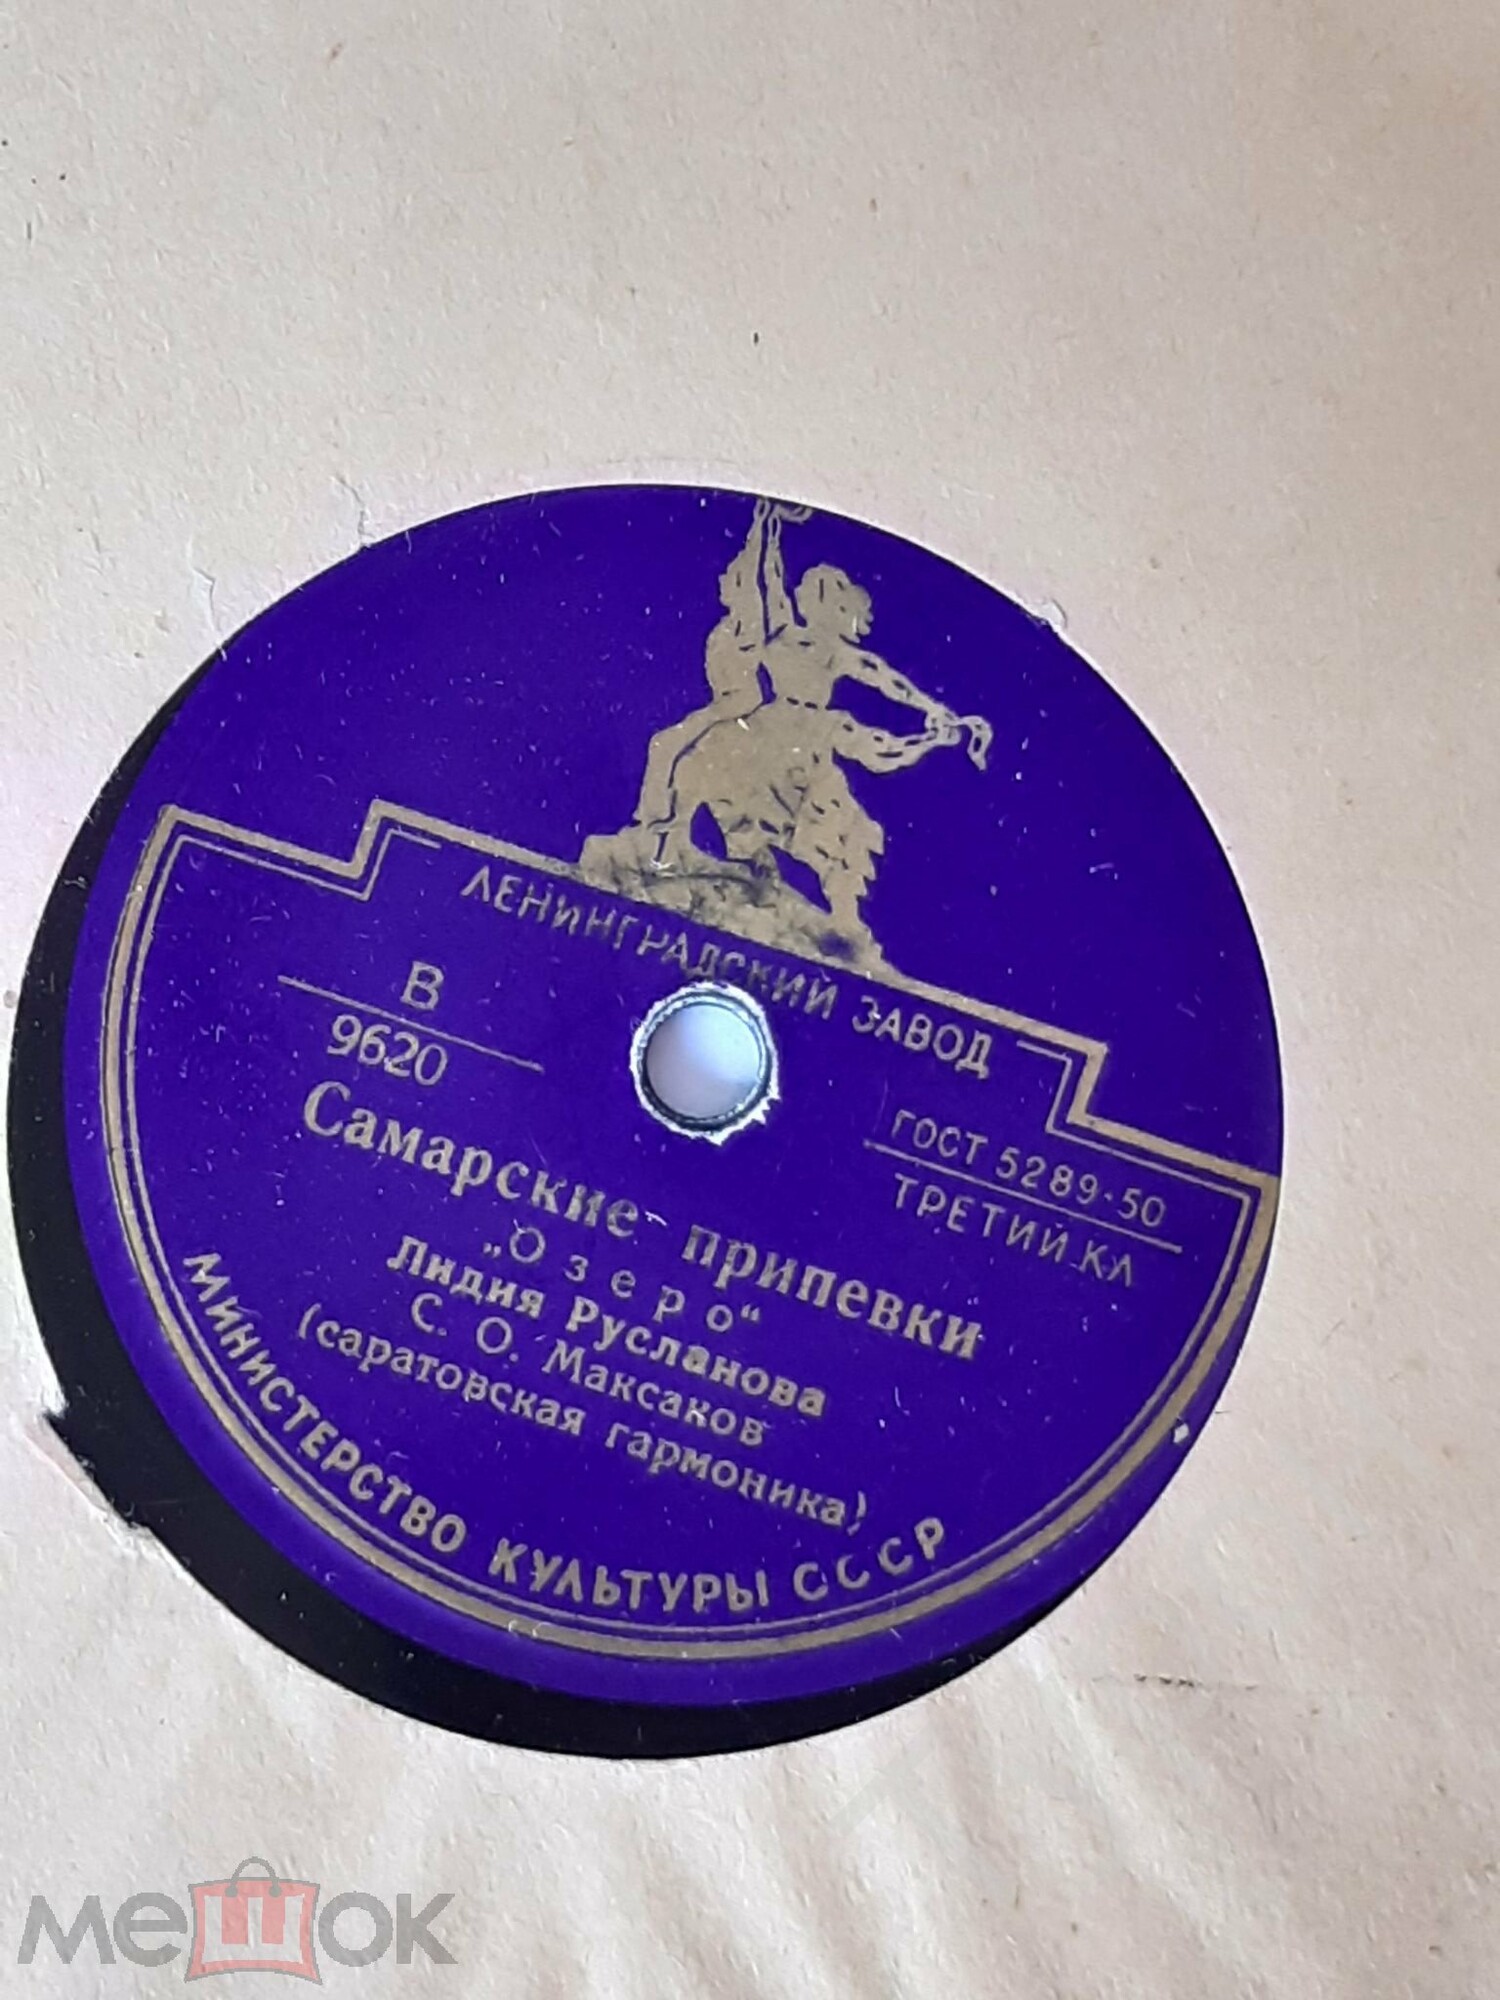 ЛЕНИНГРАДСКИЙ ЗАВОД
В
9620
ГОСТ 5289-50
ТРЕТИЙ КЛ
Самарские припевки
„Озеро“
Лидия Русланова
С. О. Максаков
(саратовская гармоника)
МИНИСТЕРСТВО КУЛЬТУРЫ СССР
мешок